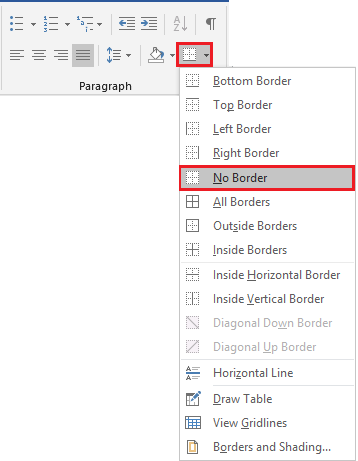 Paragraph
Bottom Border
Top Border
Left Border
Right Border
No Border
All Borders
Outside Borders
Inside Borders
Inside Horizontal Border
Inside Vertical Border
Diagonal Down Border
Diagonal Up Border
Horizontal Line
Draw Table
View Gridlines
Borders and Shading...